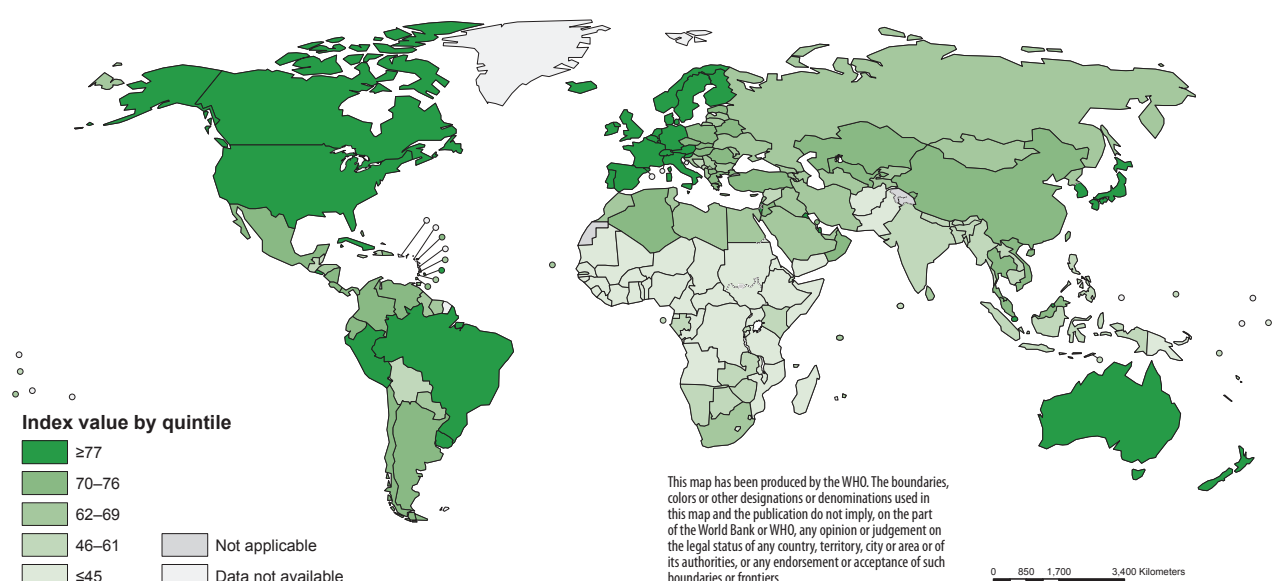 Index value by quintile
≥77
70–76
62–69
46–61
≤45
Not applicable
Data not available
This map has been produced by the WHO. The boundaries,
colors or other designations or denominations used in
this map and the publication do not imply, on the part
of the World Bank or WHO, any opinion or judgement on
the legal status of any country, territory, city or area or of
its authorities, or any endorsement or acceptance of such
boundaries or frontiers.
0 850 1,700 3,400 Kilometers